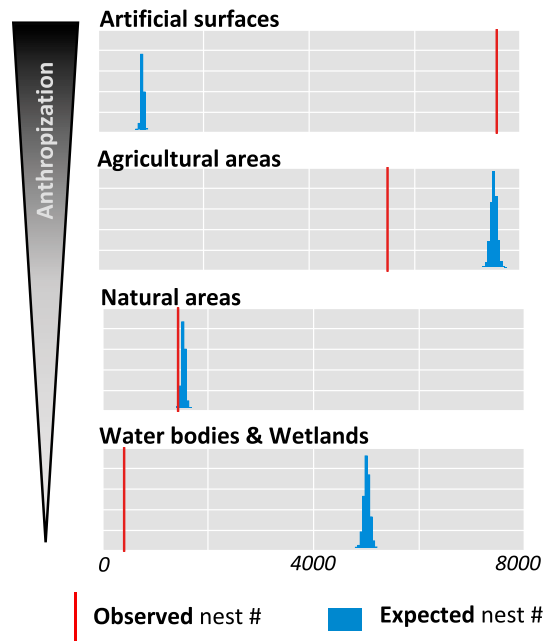 Artificial surfaces
Anthropization
Agricultural areas
Natural areas
Water bodies & Wetlands
0 4000 8000
Observed nest # Expected nest #